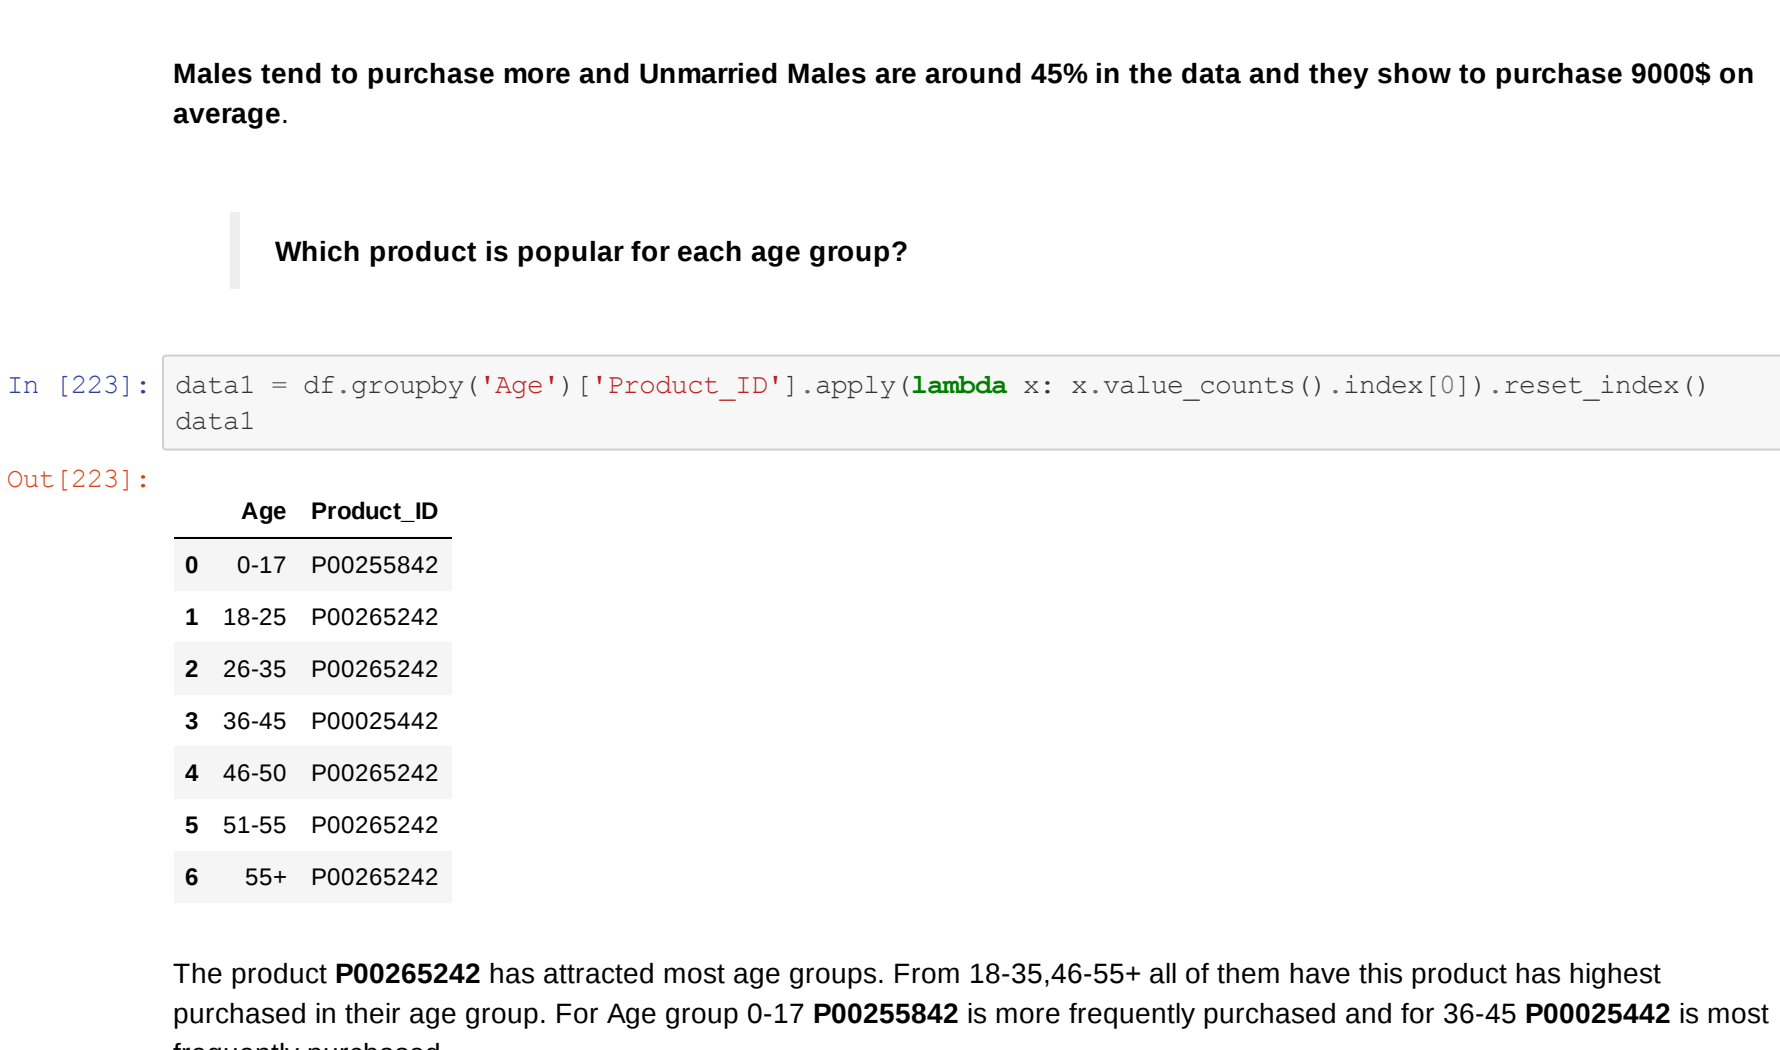 Males tend to purchase more and Unmarried Males are around 45% in the data and they show to purchase 9000$ on
average.
Which product is popular for each age group?
In [223]: data1 = df.groupby('Age')['Product_ID'].apply(lambda x: x.value_counts().index[0]).reset_index()
data1
Out[223]:
Age Product_ID
0 0-17 P00255842
1 18-25 P00265242
2 26-35 P00265242
3 36-45 P00025442
4 46-50 P00265242
5 51-55 P00265242
6 55+ P00265242
The product P00265242 has attracted most age groups. From 18-35,46-55+ all of them have this product has highest
purchased in their age group. For Age group 0-17 P00255842 is more frequently purchased and for 36-45 P00025442 is most
frequently purchased